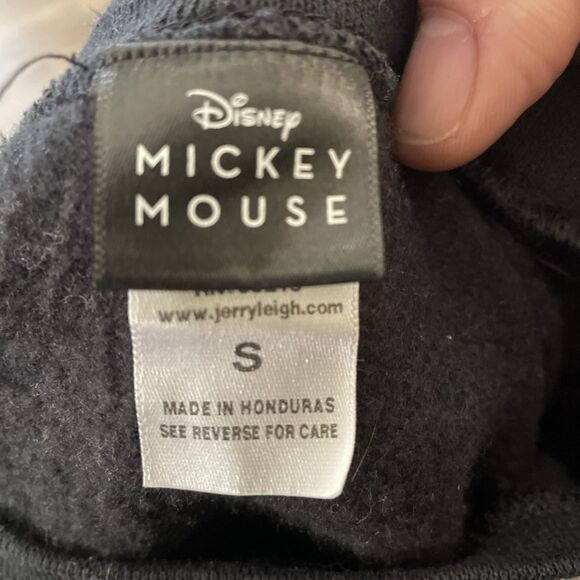 Disney
MICKEY
MOUSE
www.jerryleigh.com
S
MADE IN HONDURAS
SEE REVERSE FOR CARE